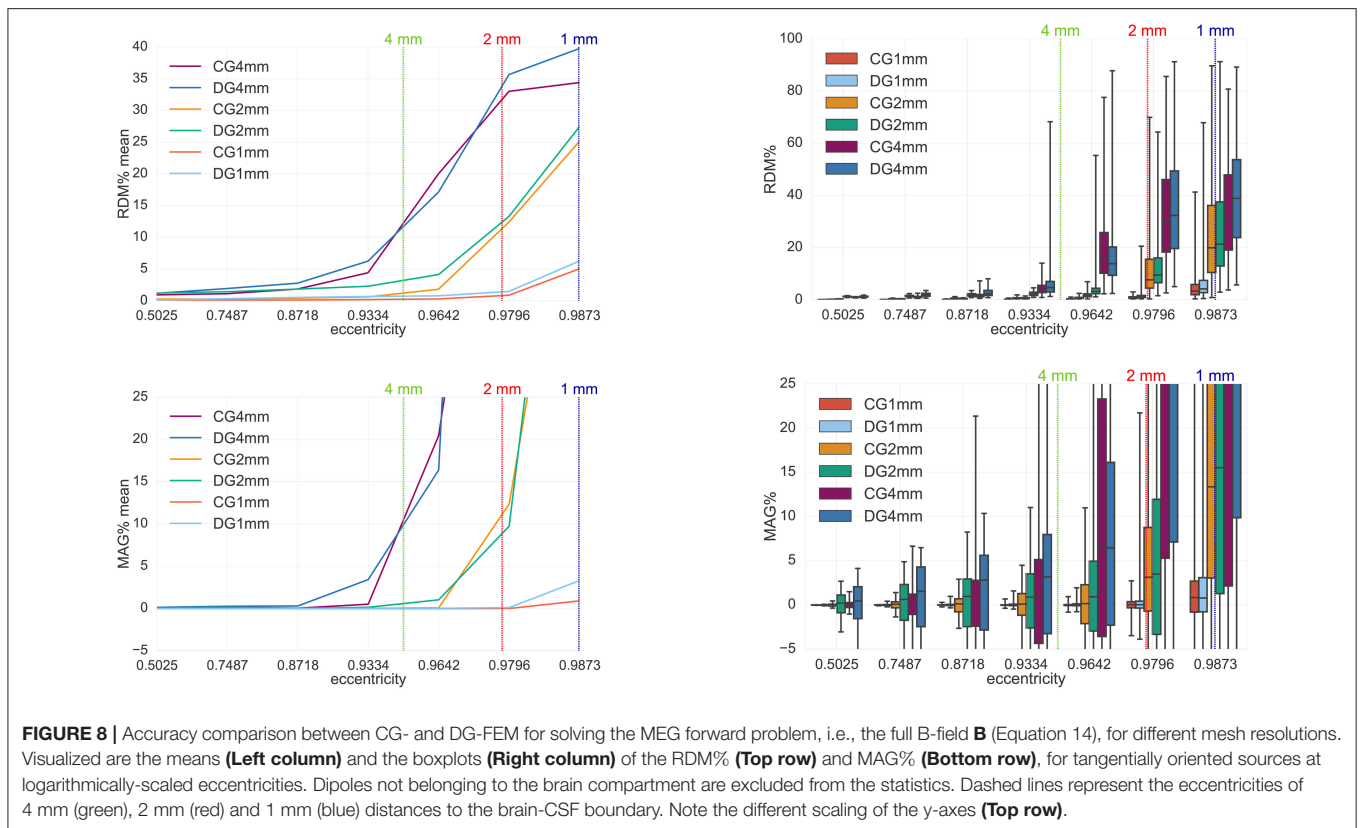 4 mm
2 mm
1 mm
40
35
30
25
20
15
10
5
0
RDM% mean
CG4mm
DG4mm
CG2mm
DG2mm
CG1mm
DG1mm
0.5025 0.7487 0.8718 0.9334 0.9642 0.9796 0.9873
eccentricity
4 mm
2 mm
1 mm
100
80
60
40
20
0
RDM%
CG1mm
DG1mm
CG2mm
DG2mm
CG4mm
DG4mm
0.5025 0.7487 0.8718 0.9334 0.9642 0.9796 0.9873
eccentricity
4 mm
2 mm
1 mm
25
20
15
10
5
0
−5
MAG% mean
CG4mm
DG4mm
CG2mm
DG2mm
CG1mm
DG1mm
0.5025 0.7487 0.8718 0.9334 0.9642 0.9796 0.9873
eccentricity
4 mm
2 mm
1 mm
25
20
15
10
5
0
−5
MAG%
CG1mm
DG1mm
CG2mm
DG2mm
CG4mm
DG4mm
0.5025 0.7487 0.8718 0.9334 0.9642 0.9796 0.9873
eccentricity
FIGURE 8 | Accuracy comparison between CG- and DG-FEM for solving the MEG forward problem, i.e., the full B-field B (Equation 14), for different mesh resolutions.
Visualized are the means (Left column) and the boxplots (Right column) of the RDM% (Top row) and MAG% (Bottom row), for tangentially oriented sources at
logarithmically-scaled eccentricities. Dipoles not belonging to the brain compartment are excluded from the statistics. Dashed lines represent the eccentricities of
4 mm (green), 2 mm (red) and 1 mm (blue) distances to the brain-CSF boundary. Note the different scaling of the y-axes (Top row).